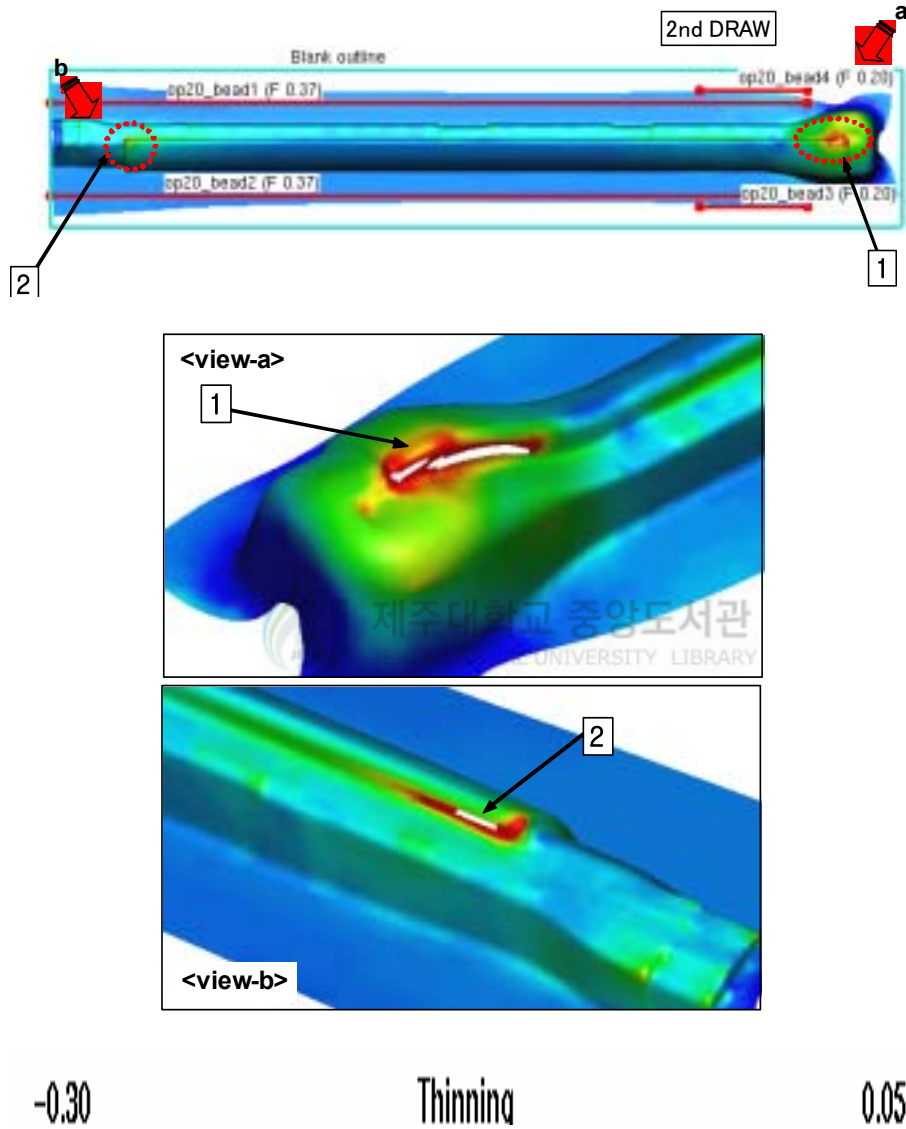 a
2nd DRAW
Blank outline
b
op20_bead1 (F 0.37)
op20_bead4 (F 0.20)
op20_bead2 (F 0.37)
op20_bead3 (F 0.20)
2
1
<view-a>
1
제주대학교 중앙도서관
UNIVERSITY LIBRARY
2
<view-b>
-0.30 Thinning 0.05